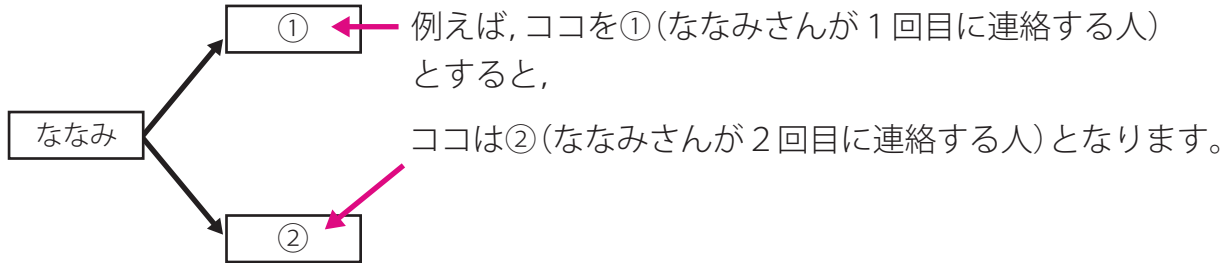 ①
例えば, ココを①(ななみさんが1回目に連絡する人)
とすると,
ななみ
ココは②(ななみさんが2回目に連絡する人)となります。
②